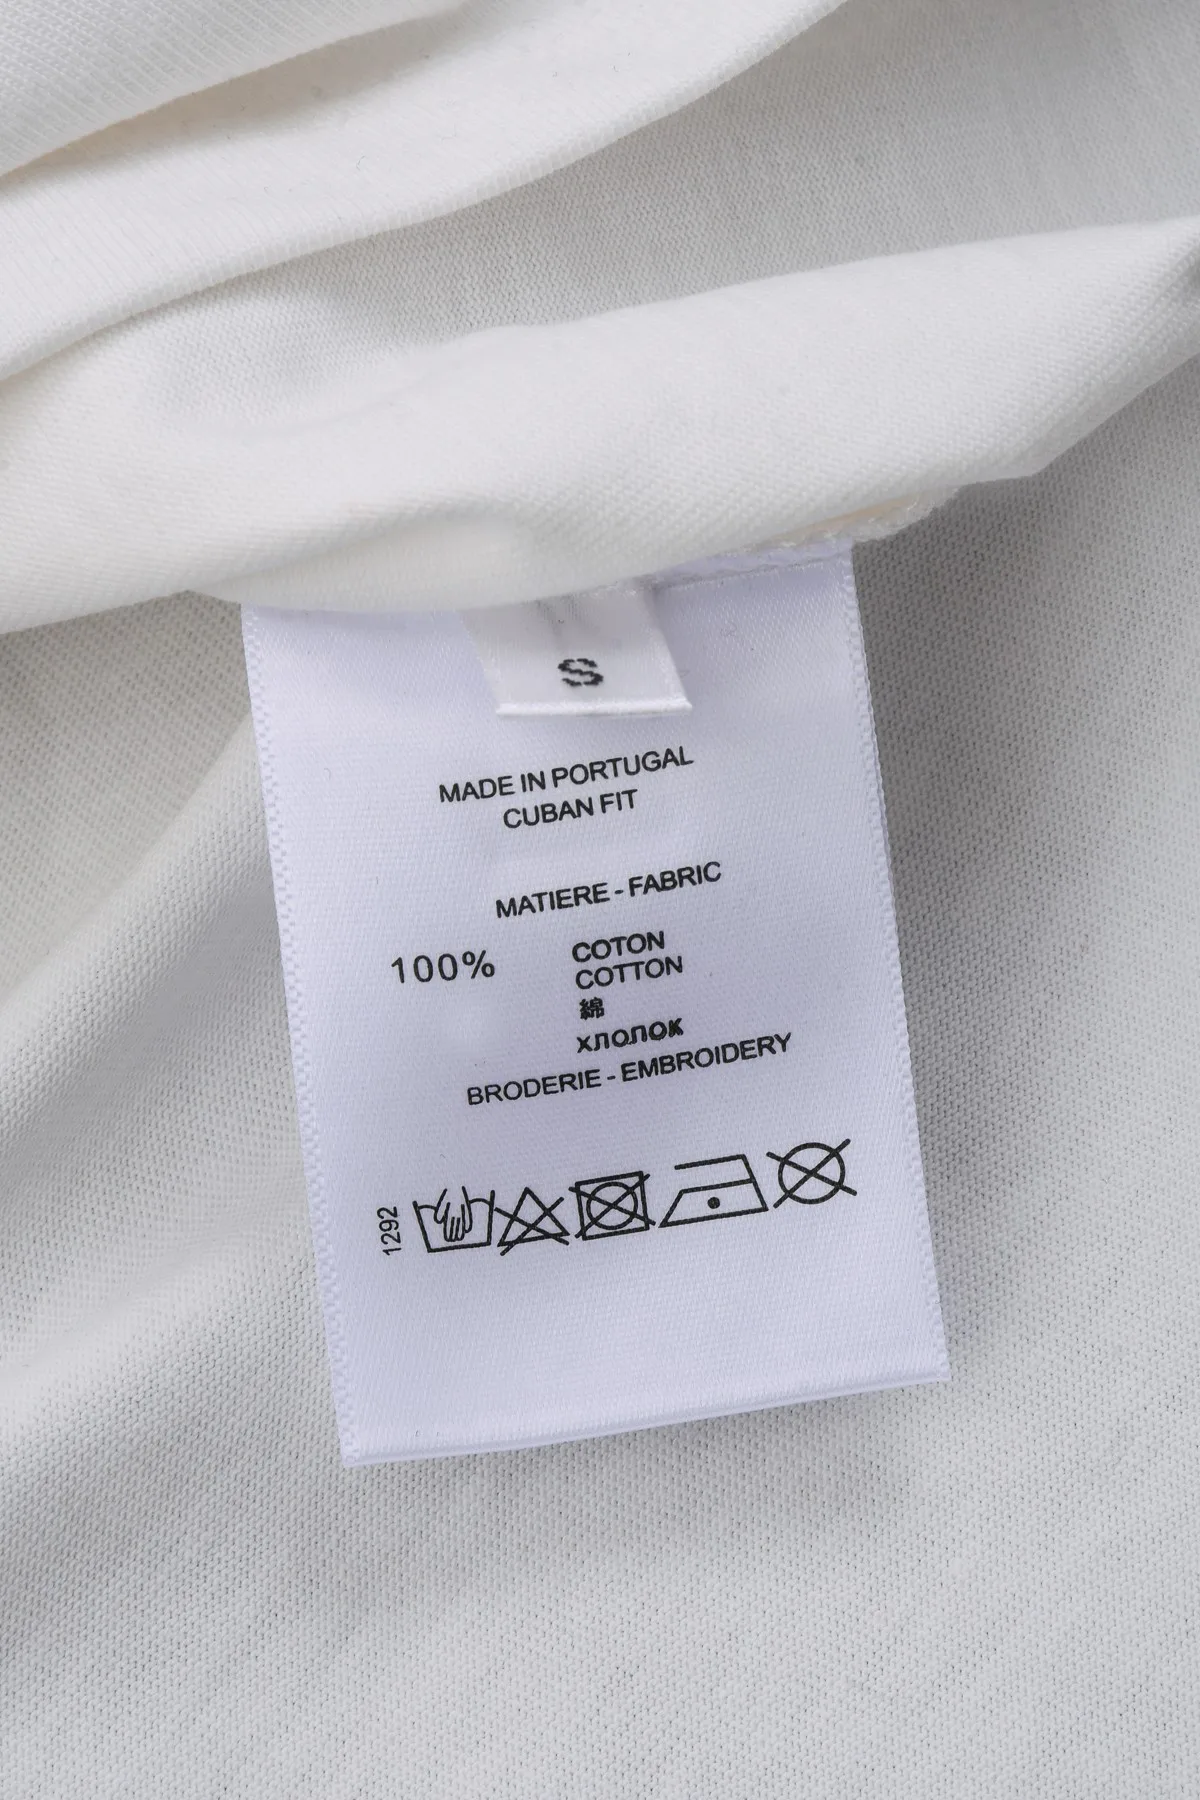 S
MADE IN PORTUGAL
CUBAN FIT
MATIERE - FABRIC
100% COTON
COTTON
綿
хлопок
BRODERIE - EMBROIDERY
1292